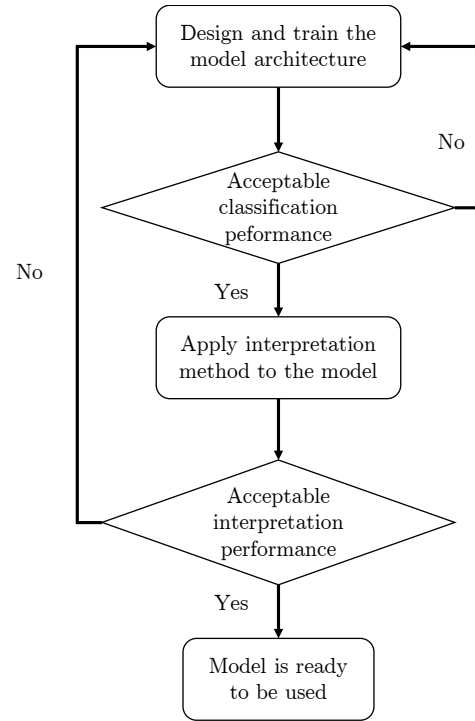 Design and train the
model architecture
No
Acceptable
classification
peformance
No
Yes
Apply interpretation
method to the model
Acceptable
interpretation
performance
Yes
Model is ready
to be used